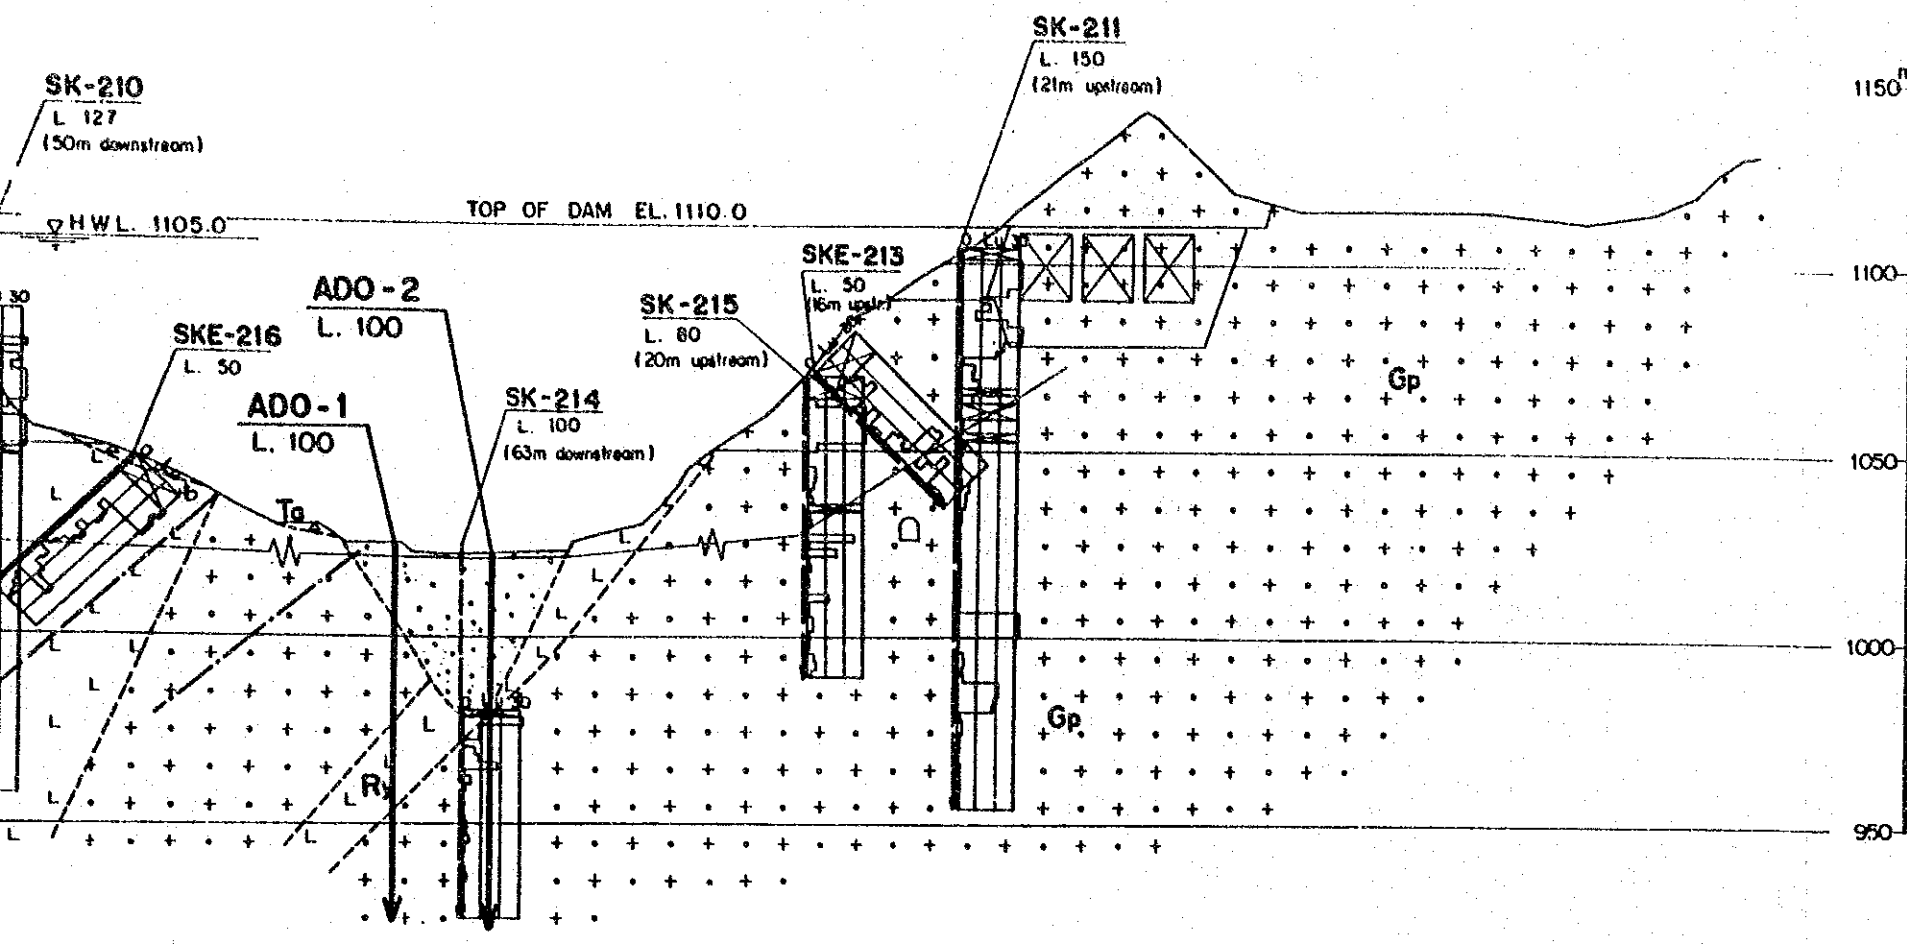 SK-211
L. 150
(21m upstream)
1150
m
SK-210
L 127
(50m downstream)
TOP OF DAM EL. 1110.0
HWL. 1105.0
SKE-213
L. 50
(16m upstr.)
1100
ADO-2
L. 100
30
SK-215
L. 80
(20m upstream)
SKE-216
L. 50
Gp
ADO-1
L. 100
SK-214
L. 100
(63m downstream)
1050
Ta
D
1000
Gp
Ry
950